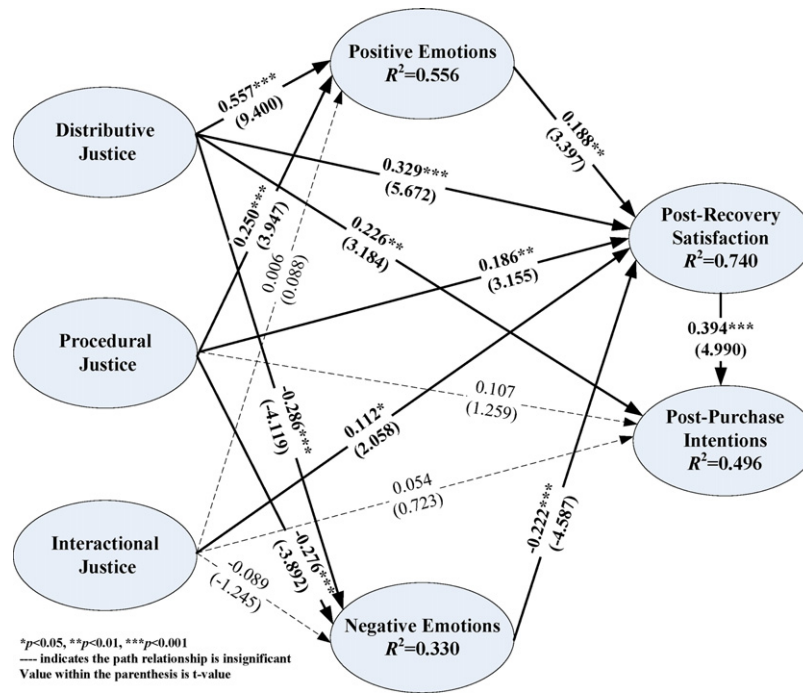 Positive Emotions
R²=0.556
0.557***
(9.400)
Distributive
Justice
0.188**
(3.397)
0.329***
(5.672)
0.250***
(3.947)
0.006
(0.088)
0.226**
(3.184)
Post-Recovery
Satisfaction
R²=0.740
0.186**
(3.155)
Procedural
Justice
0.394***
(4.990)
0.107
(1.259)
-0.286***
(-4.119)
0.112*
(2.058)
Post-Purchase
Intentions
R²=0.496
0.054
(0.723)
Interactional
Justice
-0.276***
(-3.892)
-0.222***
(-4.587)
-0.089
(-1.245)
Negative Emotions
R²=0.330
*p<0.05, **p<0.01, ***p<0.001
---- indicates the path relationship is insignificant
Value within the parenthesis is t-value